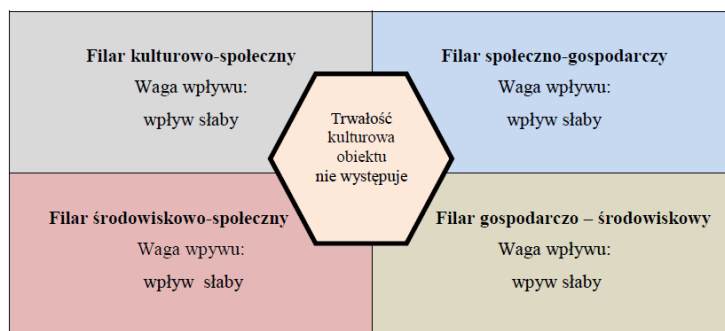 Filar kulturowo-społeczny
Waga wpływu:
wpływ słaby
Filar społeczno-gospodarczy
Waga wpływu:
wpływ słaby
Trwałość
kulturowa
obiektu
nie występuje
Filar środowiskowo-społeczny
Waga wpywu:
wpływ słaby
Filar gospodarczo – środowiskowy
Waga wpływu:
wpyw słaby